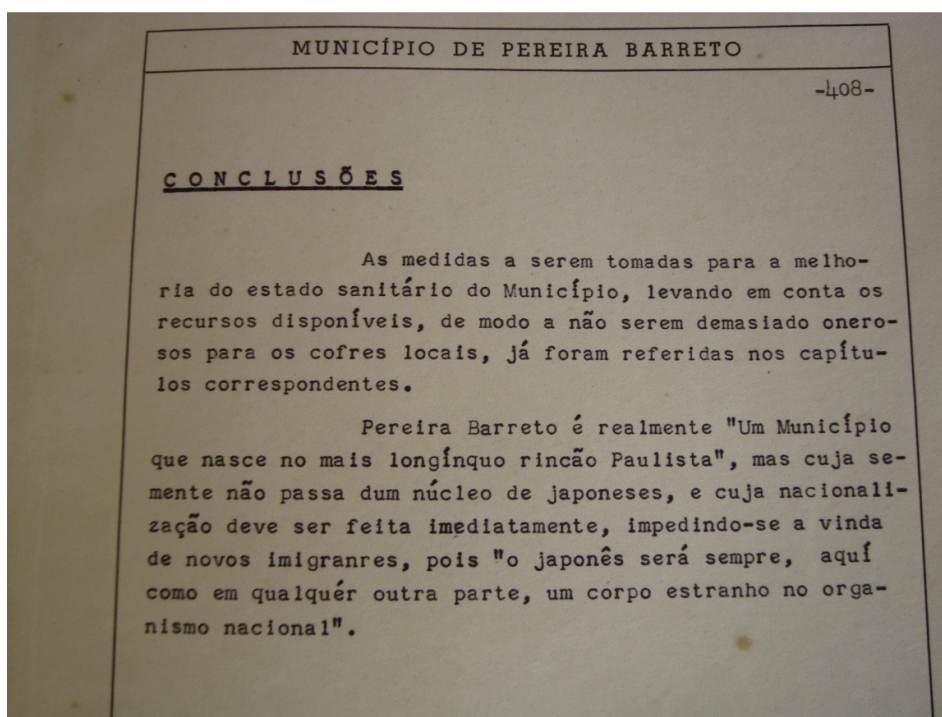 MUNICÍPIO DE PEREIRA BARRETO
-408-
CONCLUSÕES
As medidas a serem tomadas para a melho-
ria do estado sanitário do Município, levando em conta os
recursos disponíveis, de modo a não serem demasiado onero-
sos para os cofres locais, já foram referidas nos capítu-
los correspondentes.
Pereira Barreto é realmente "Um Município
que nasce no mais longínquo rincão Paulista", mas cuja se-
mente não passa dum núcleo de japoneses, e cuja nacionali-
zação deve ser feita imediatamente, impedindo-se a vinda
de novos imigranres, pois "o japonês será sempre, aquí
como em qualquér outra parte, um corpo estranho no orga-
nismo nacional".